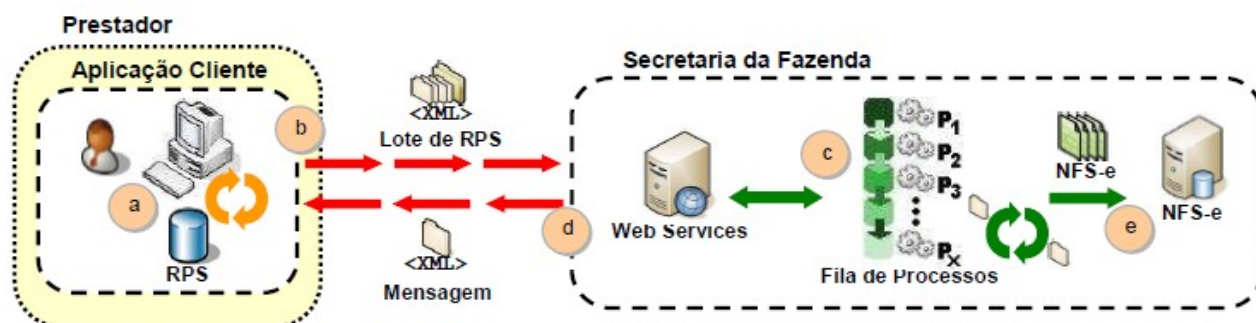 Prestador
Aplicação Cliente
a
RPS
b
<XML>
Lote de RPS
<XML>
Mensagem
Secretaria da Fazenda
d
Web Services
c
P1
P2
P3
Px
Fila de Processos
NFS-e
e
NFS-e